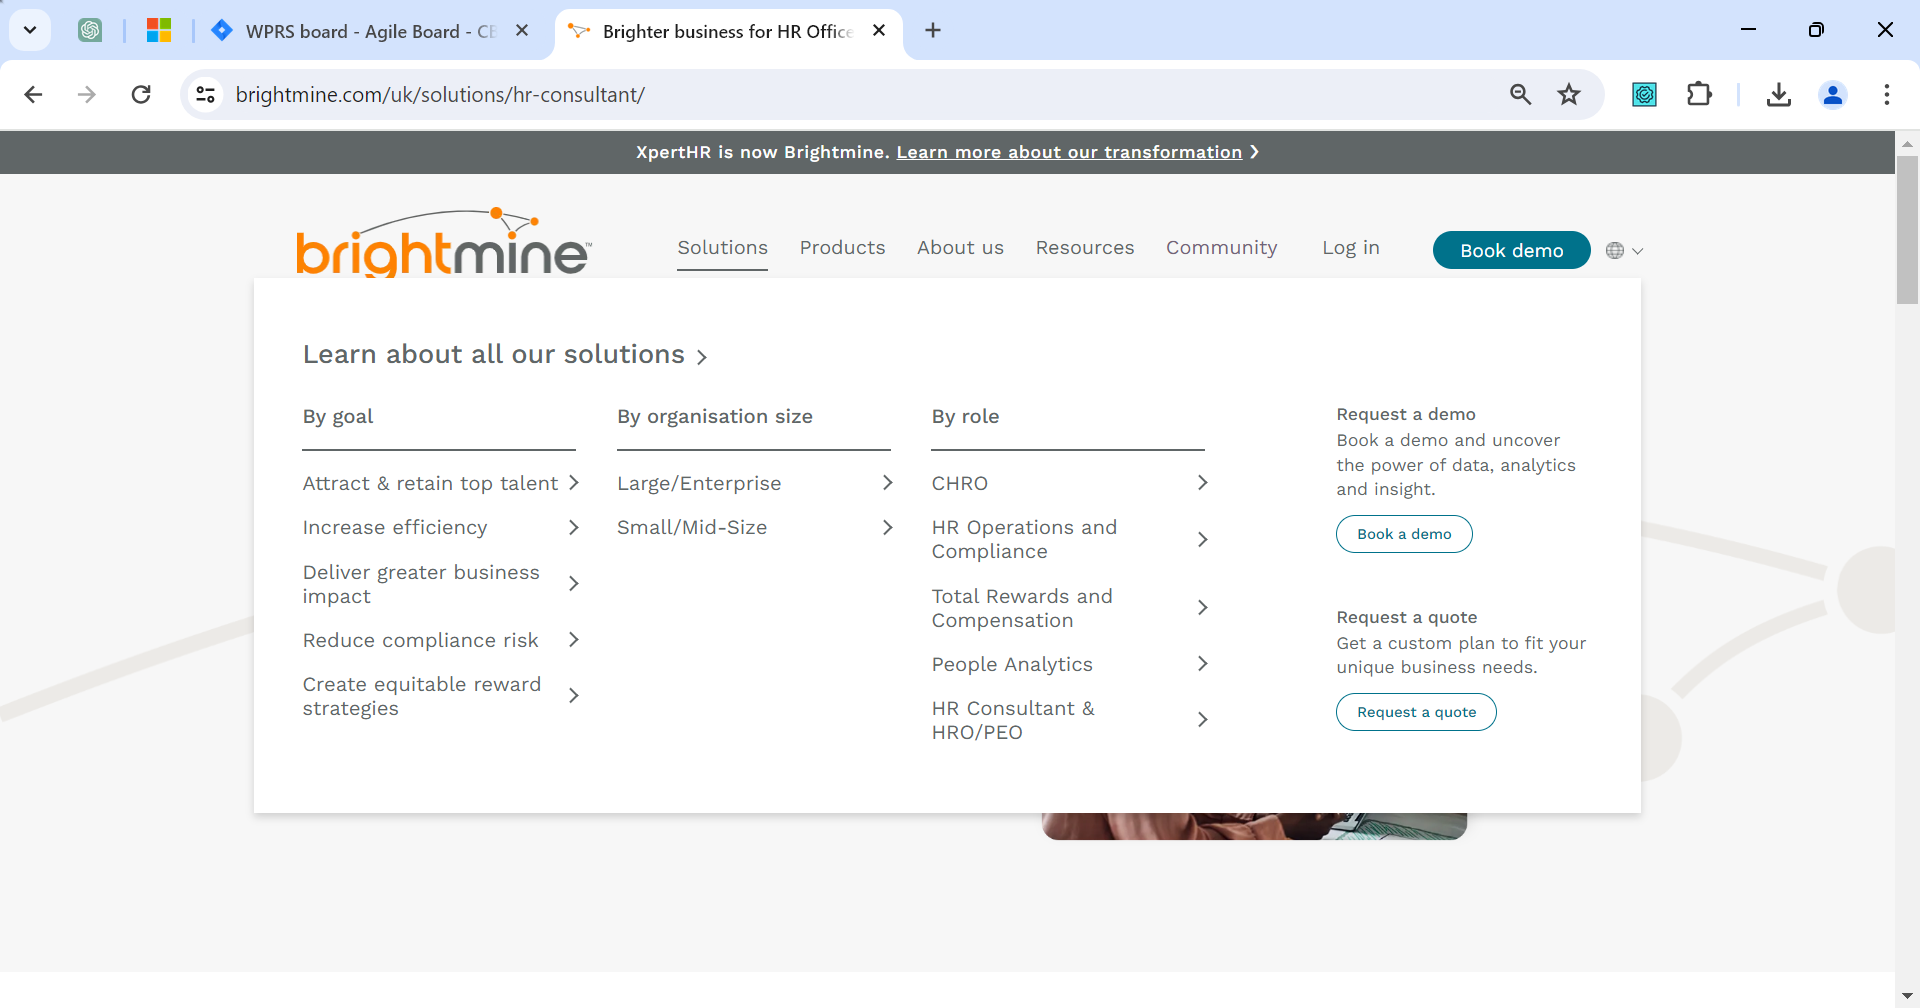 WPRS board - Agile Board - CE
Brighter business for HR Office
brightmine.com/uk/solutions/hr-consultant/
XpertHR is now Brightmine. Learn more about our transformation
brightmine™
Solutions
Products
About us
Resources
Community
Log in
Book demo
Learn about all our solutions
By goal
Attract & retain top talent
Increase efficiency
Deliver greater business
impact
Reduce compliance risk
Create equitable reward
strategies
By organisation size
Large/Enterprise
Small/Mid-Size
By role
CHRO
HR Operations and
Compliance
Total Rewards and
Compensation
People Analytics
HR Consultant &
HRO/PEO
Request a demo
Book a demo and uncover
the power of data, analytics
and insight.
Book a demo
Request a quote
Get a custom plan to fit your
unique business needs.
Request a quote